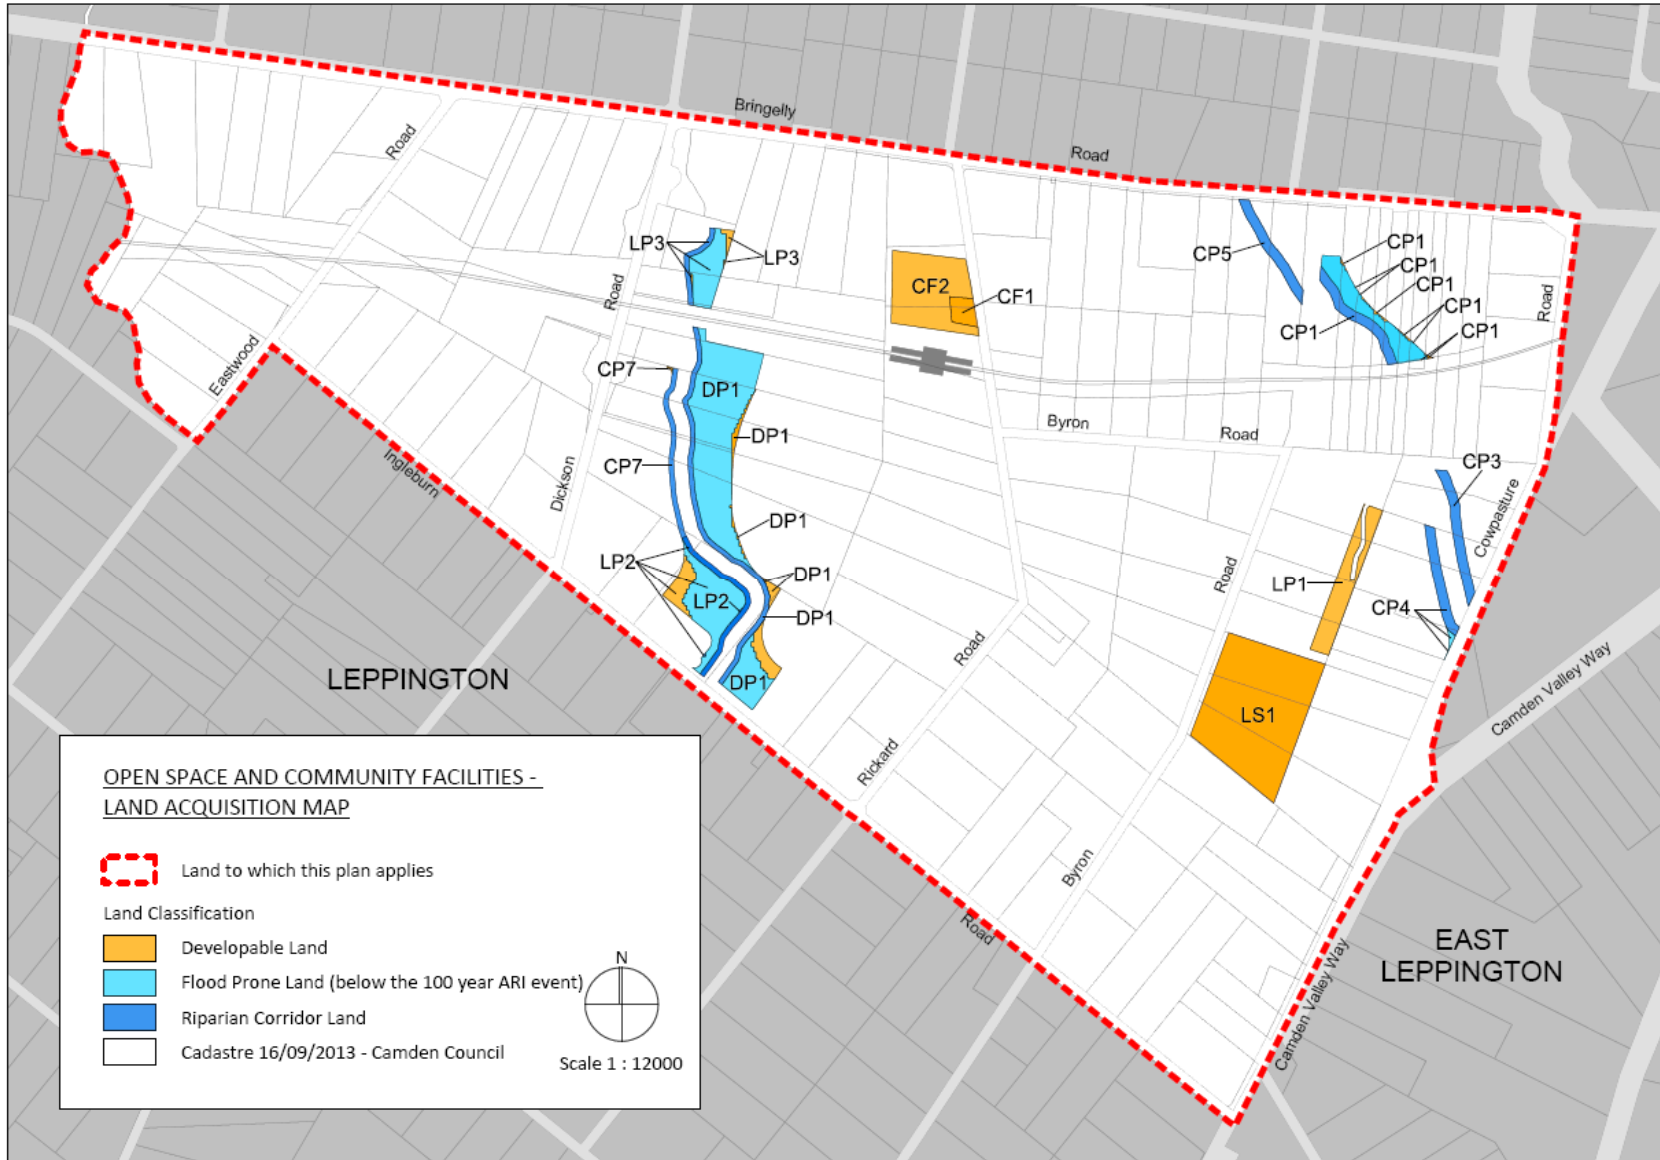 Bringelly
Road
Road
LP3
LP3
CP5
CP1
CP1
CP1
CP1
CP1
CP1
CF2
CF1
Road
Road
Eastwood
CP7
DP1
DP1
Byron
Road
CP7
Ingleburn
Dickson
CP3
Cowpasture
DP1
LP2
DP1
LP2
DP1
Road
LP1
CP4
Road
DP1
LEPPINGTON
LS1
Camden Valley Way
Rickard
Byron
Road
EAST
LEPPINGTON
Camden Valley Way
OPEN SPACE AND COMMUNITY FACILITIES -
LAND ACQUISITION MAP
Land to which this plan applies
Land Classification
Developable Land
Flood Prone Land (below the 100 year ARI event)
Riparian Corridor Land
Cadastre 16/09/2013 - Camden Council
N
Scale 1 : 12000